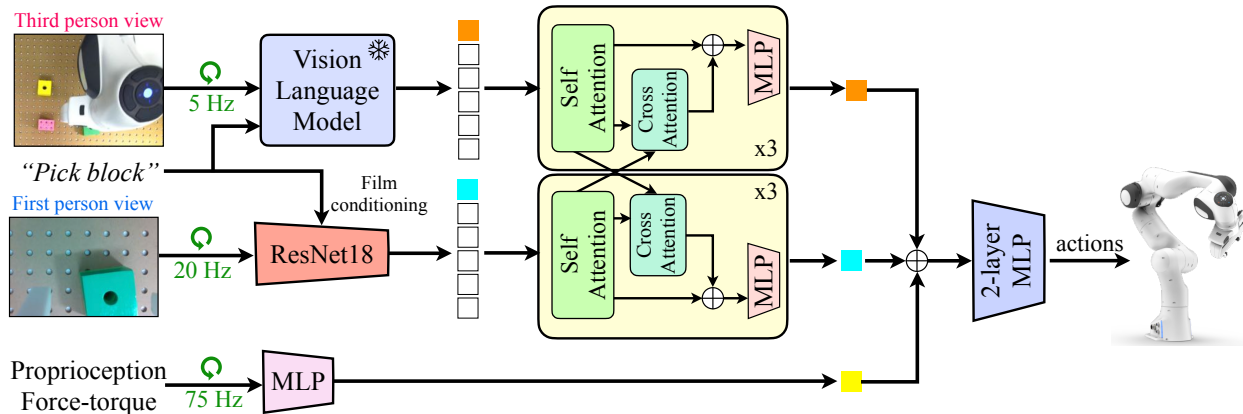 Third person view
5 Hz
Vision
Language
Model
Self
Attention
Cross
Attention
MLP
x3
“Pick block”
First person view
20 Hz
Film
conditioning
ResNet18
Self
Attention
Cross
Attention
MLP
x3
2-layer
MLP
actions
Proprioception
Force-torque
75 Hz
MLP